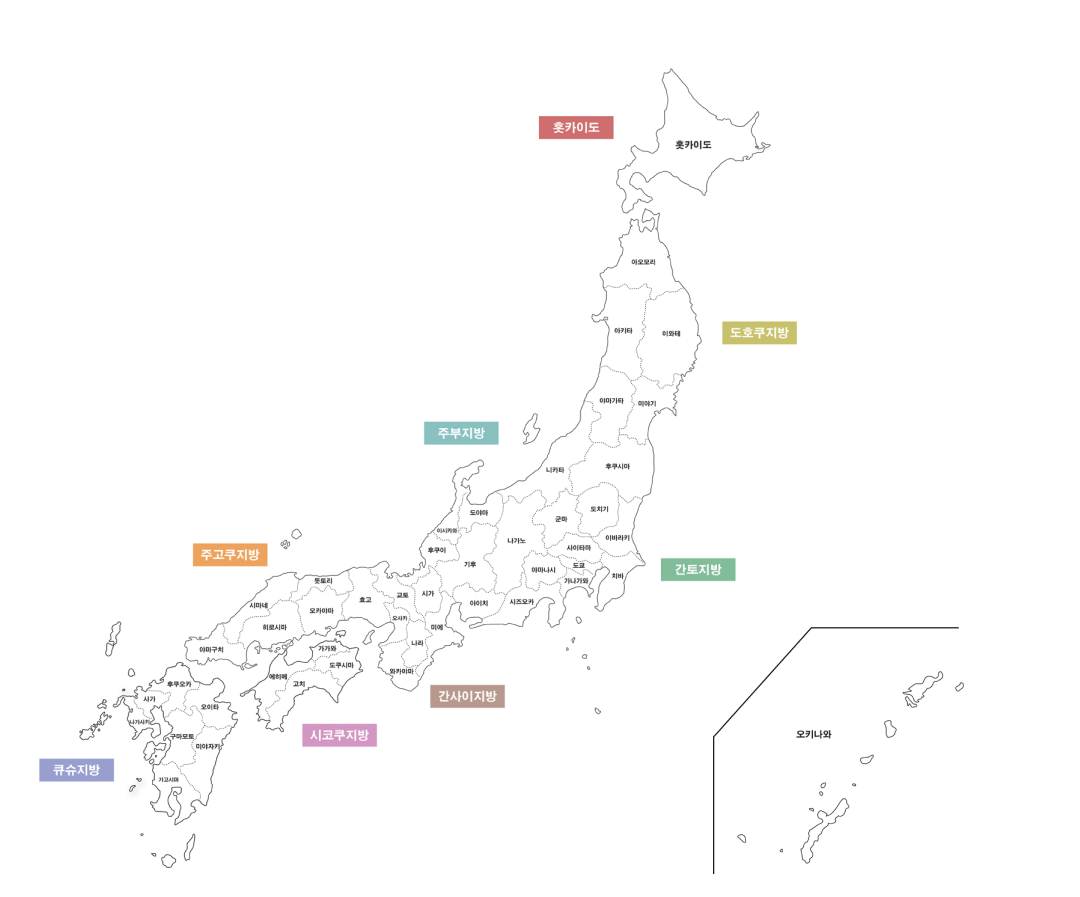 홋카이도
홋카이도
아오모리
아키타
이와테
도호쿠지방
야마가타
미야기
주부지방
니카타
후쿠시마
도야마
도치기
군마
이시카와
나가노
이바라키
후쿠이
사이타마
주고쿠지방
기후
도쿄
야마나시
간토지방
치바
가나가와
돗토리
시가
교토
효고
아이치
시즈오카
시마네
오카야마
오사카
히로시마
미에
나라
야마구치
가가와
도쿠시마
와카야마
에히메
고치
후쿠오카
간사이지방
사가
오이타
나가사키
구마모토
시코쿠지방
오키나와
미야자키
큐슈지방
가고시마